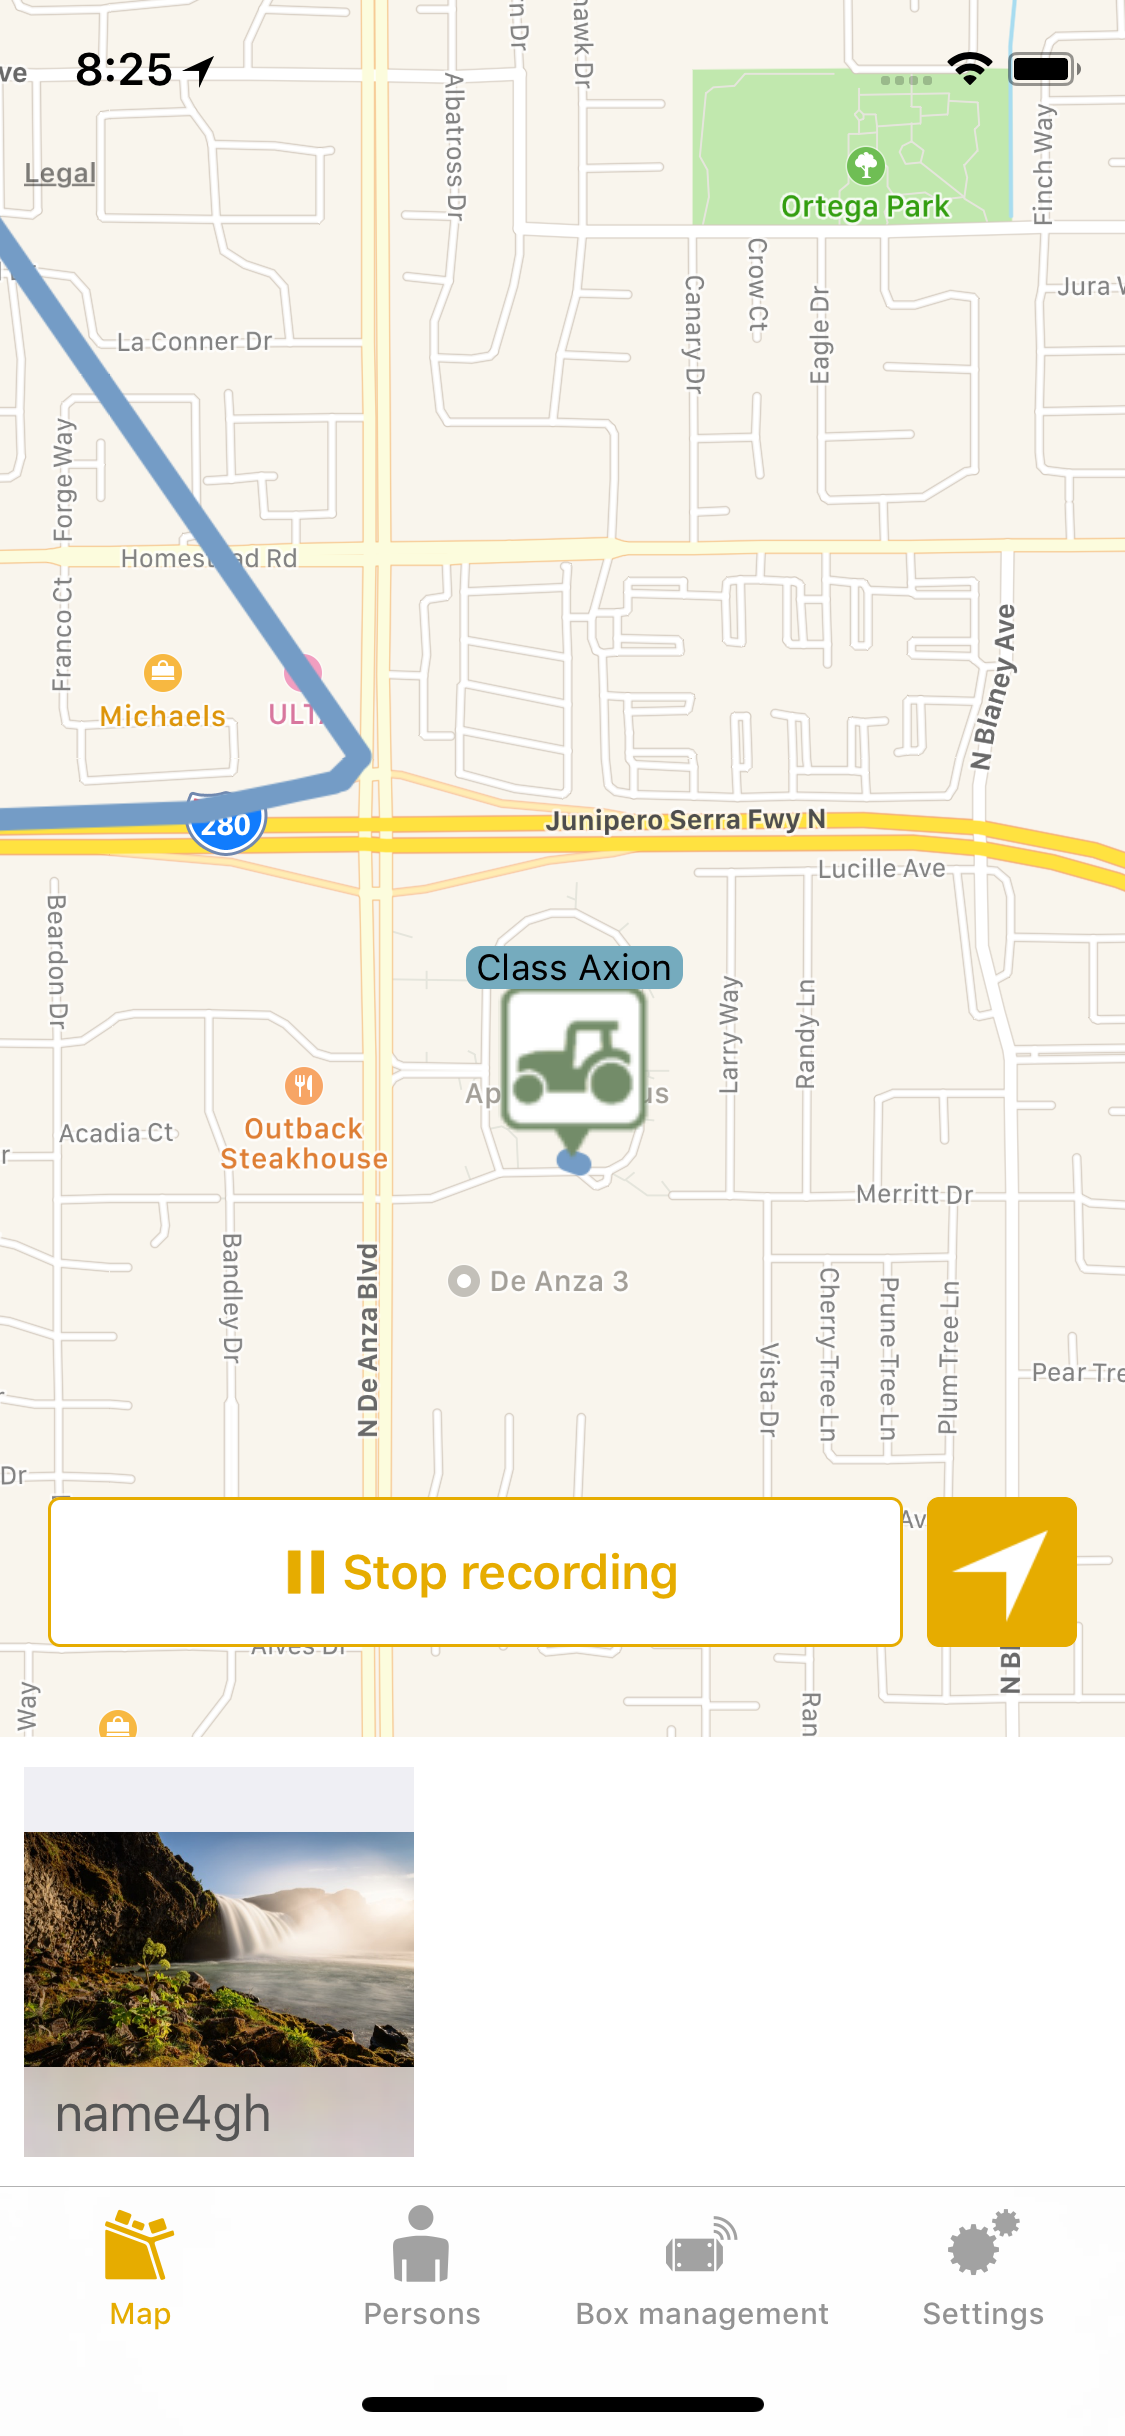 8:25
Legal
Albatross Dr
hawk Dr
Finch Way
Ortega Park
Canary Dr
Crow Ct
Eagle Dr
Jura
La Conner Dr
Forge Way
Homestead Rd
Franco Ct
Michaels
ULTA
N Blaney Ave
280
Junipero Serra Fwy N
Lucille Ave
Beardon Dr
Class Axion
Larry Way
Randy Ln
Outback
Steakhouse
Acadia Ct
Merritt Dr
Bandley Dr
N De Anza Blvd
De Anza 3
Vista Dr
Cherry Tree Ln
Prune Tree Ln
Plum Tree Ln
Pear Tre
Dr
Av
Stop recording
Alves Dr
Way
N Bl
Ran
name4gh
Map
Persons
Box management
Settings